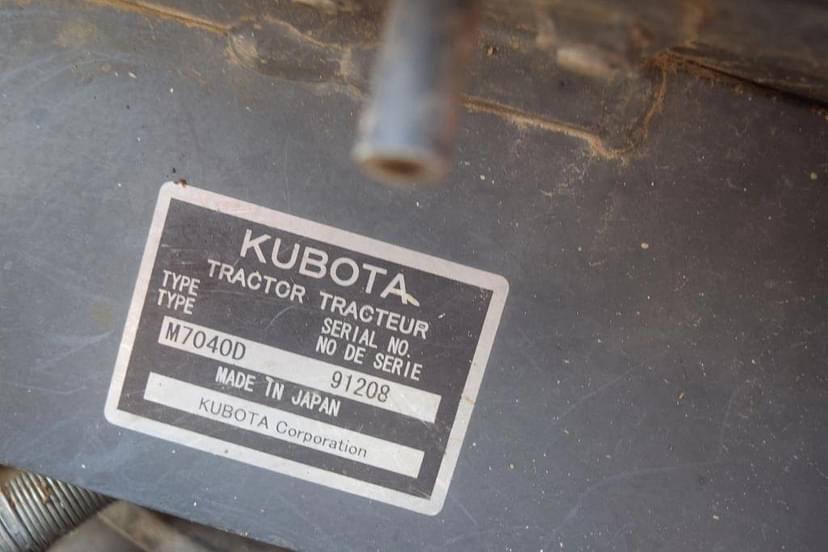 KUBOTA
TRACTOR TRACTEUR
TYPE SERIAL NO.
TYPE NO DE SERIE
M7040D 91208
MADE IN JAPAN
KUBOTA Corporation